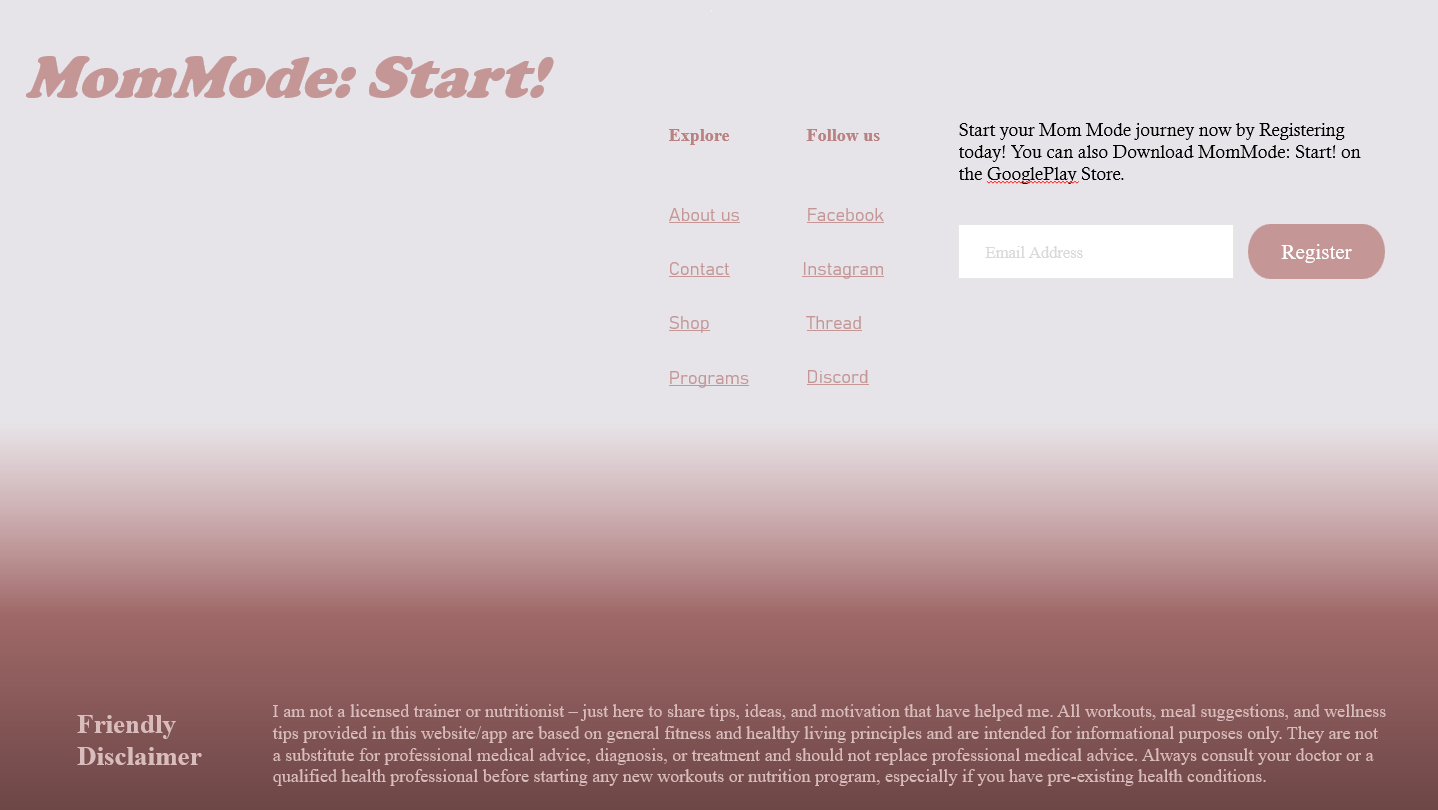 MomMode: Start!
Explore
Follow us
Start your Mom Mode journey now by Registering
today! You can also Download MomMode: Start! on
the GooglePlay Store.
About us
Facebook
Email Address
Register
Contact
Instagram
Shop
Thread
Programs
Discord
Friendly
Disclaimer
I am not a licensed trainer or nutritionist – just here to share tips, ideas, and motivation that have helped me. All workouts, meal suggestions, and wellness
tips provided in this website/app are based on general fitness and healthy living principles and are intended for informational purposes only. They are not
a substitute for professional medical advice, diagnosis, or treatment and should not replace professional medical advice. Always consult your doctor or a
qualified health professional before starting any new workouts or nutrition program, especially if you have pre-existing health conditions.